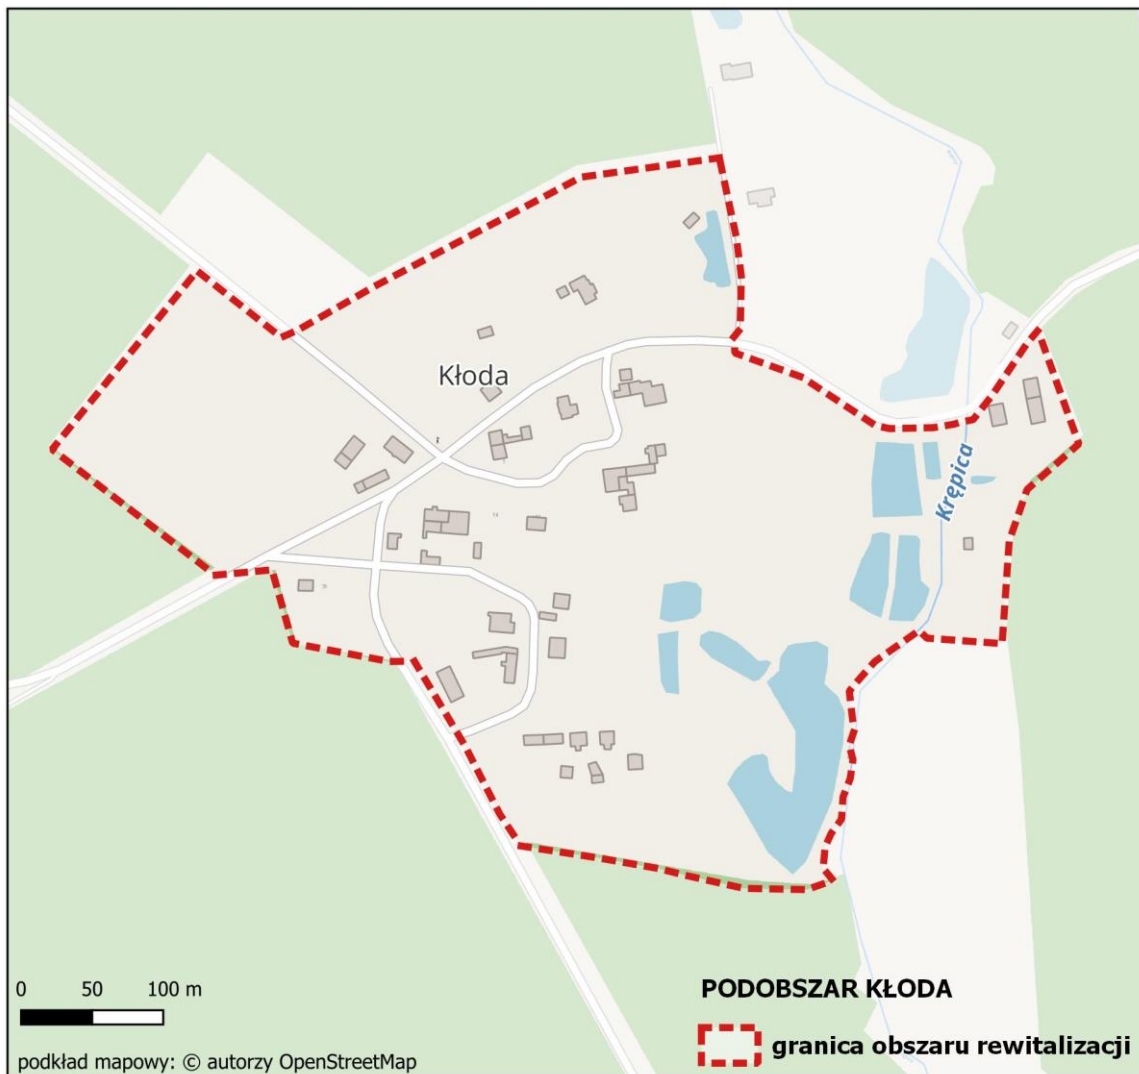 Kłoda
Krępica
0 50 100 m
PODOBSZAR KŁODA
granica obszaru rewitalizacji
podkład mapowy: © autorzy OpenStreetMap